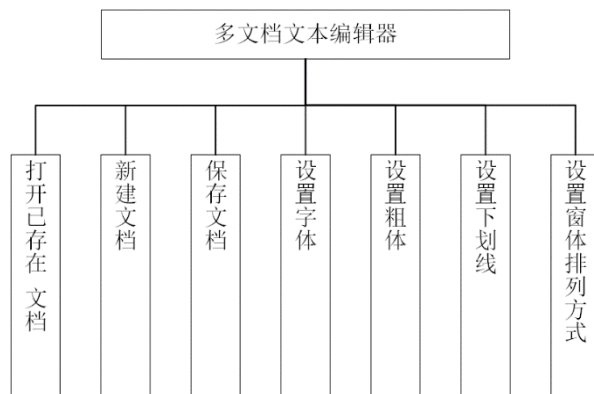 多文档文本编辑器
打开已存在 文档
新建文档
保存文档
设置字体
设置粗体
设置下划线
设置窗体排列方式